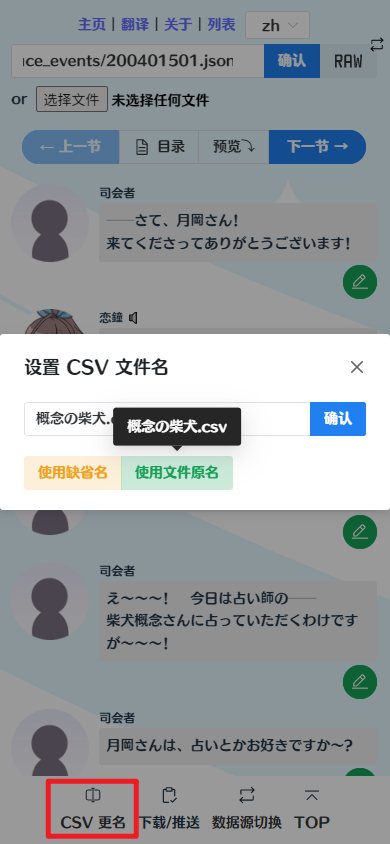 主页 | 翻译 | 关于 | 列表 zh
ice_events/200401501.json 确认 RAW
or 选择文件 未选择任何文件
← 上一节 目录 预览 下一节 →
司会者
──さて、月岡さん！
来てくださってありがとうございます！
恋鐘
设置 CSV 文件名
概念の柴犬.csv
概念の柴犬.c 确认
使用缺省名 使用文件原名
司会者
え〜〜〜！　今日は占い師の──
柴犬概念さんに占っていただくわけですが〜〜〜！
司会者
月岡さんは、占いとかお好きですか〜？
CSV 更名 下载/推送 数据源切换 TOP